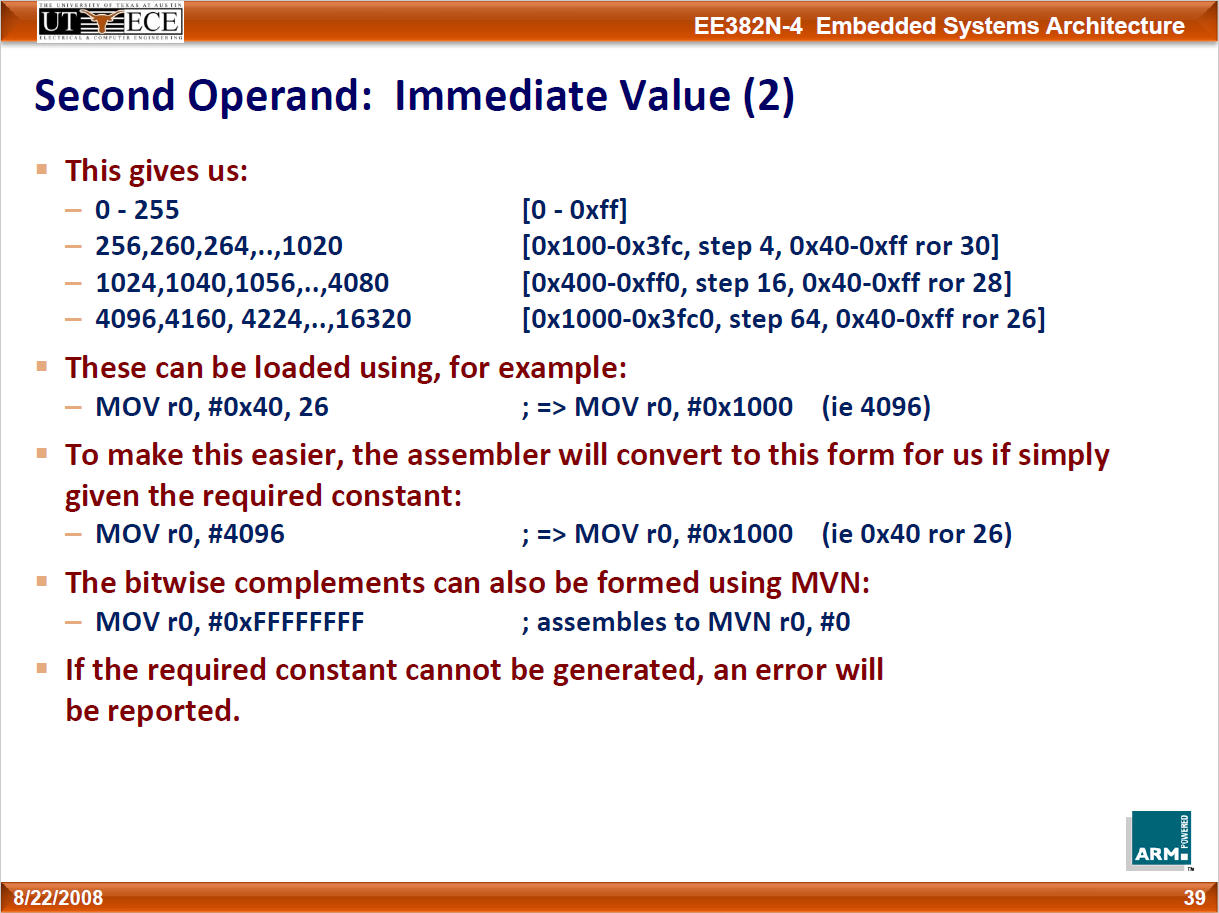 THE UNIVERSITY OF TEXAS AT AUSTIN
UT ECE
ELECTRICAL & COMPUTER ENGINEERING
EE382N-4 Embedded Systems Architecture
Second Operand: Immediate Value (2)
This gives us:
– 0 - 255 [0 - 0xff]
– 256,260,264,..,1020 [0x100-0x3fc, step 4, 0x40-0xff ror 30]
– 1024,1040,1056,..,4080 [0x400-0xff0, step 16, 0x40-0xff ror 28]
– 4096,4160, 4224,..,16320 [0x1000-0x3fc0, step 64, 0x40-0xff ror 26]
These can be loaded using, for example:
– MOV r0, #0x40, 26 ; => MOV r0, #0x1000 (ie 4096)
To make this easier, the assembler will convert to this form for us if simply
given the required constant:
– MOV r0, #4096 ; => MOV r0, #0x1000 (ie 0x40 ror 26)
The bitwise complements can also be formed using MVN:
– MOV r0, #0xFFFFFFFF ; assembles to MVN r0, #0
If the required constant cannot be generated, an error will
be reported.
ARM POWERED
TM
8/22/2008 39